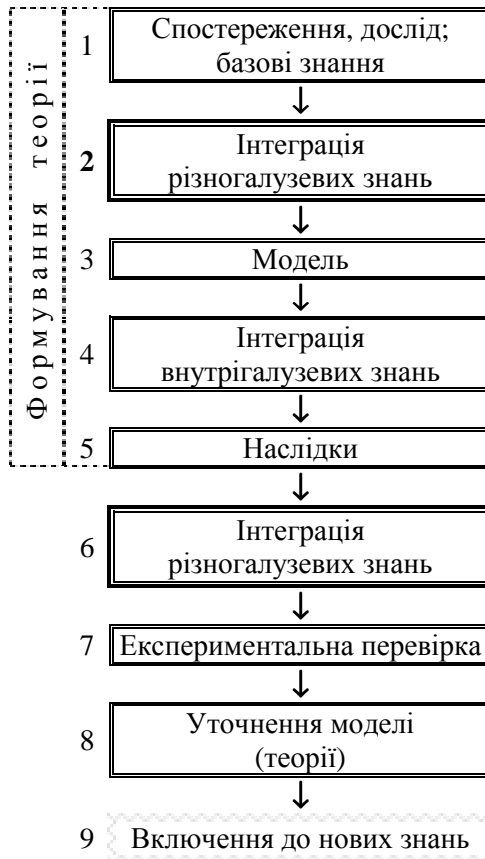 Формування теорії
1
Спостереження, дослід;
базові знання
2
Інтеграція
різногалузевих знань
3
Модель
4
Інтеграція
внутрігалузевих знань
5
Наслідки
6
Інтеграція
різногалузевих знань
7
Експериментальна перевірка
8
Уточнення моделі
(теорії)
9
Включення до нових знань